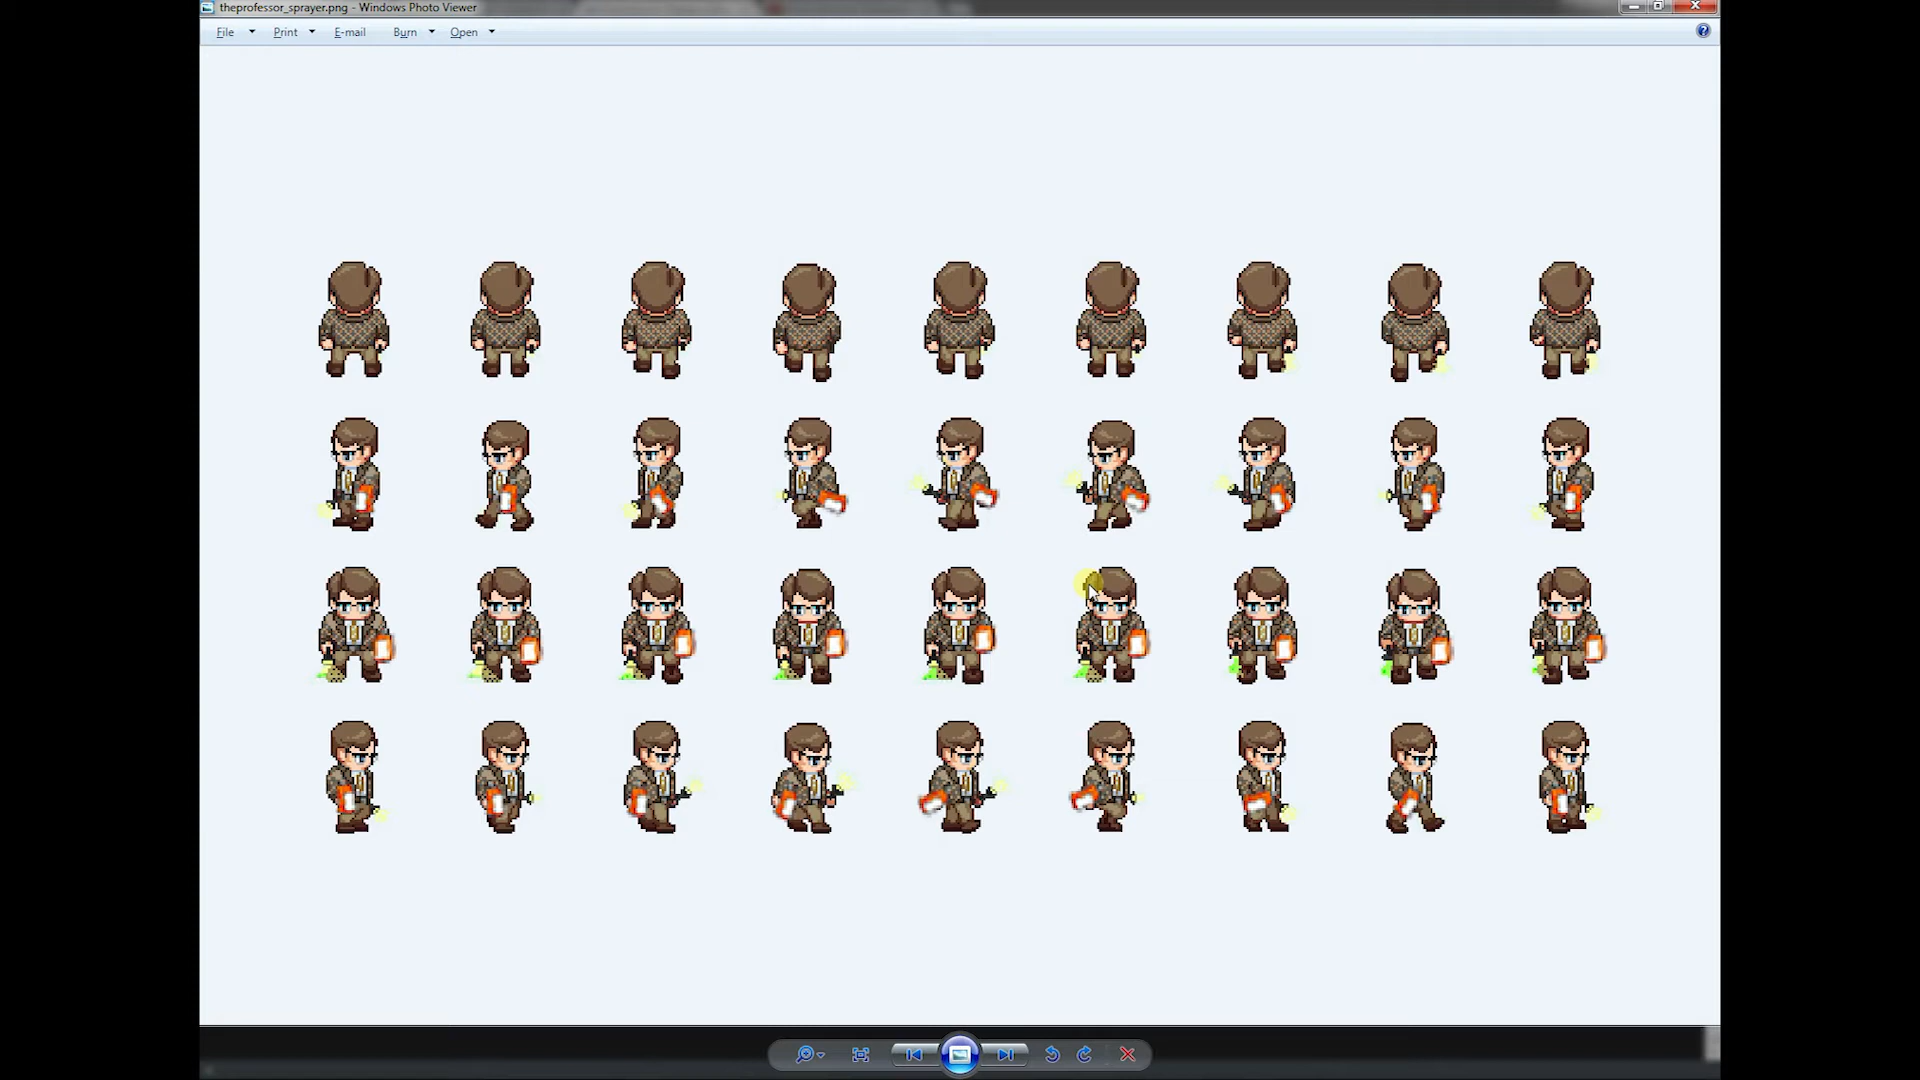 theprofessor_sprayer.png - Windows Photo Viewer
File Print E-mail Burn Open